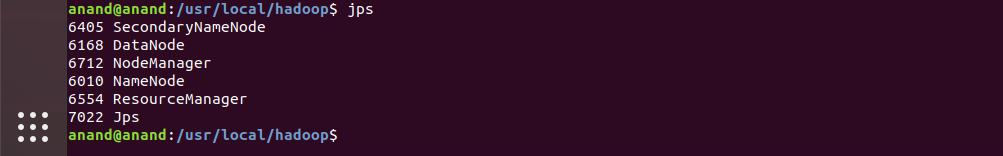 anand@anand:/usr/local/hadoop$ jps
6405 SecondaryNameNode
6168 DataNode
6712 NodeManager
6010 NameNode
6554 ResourceManager
7022 Jps
anand@anand:/usr/local/hadoop$